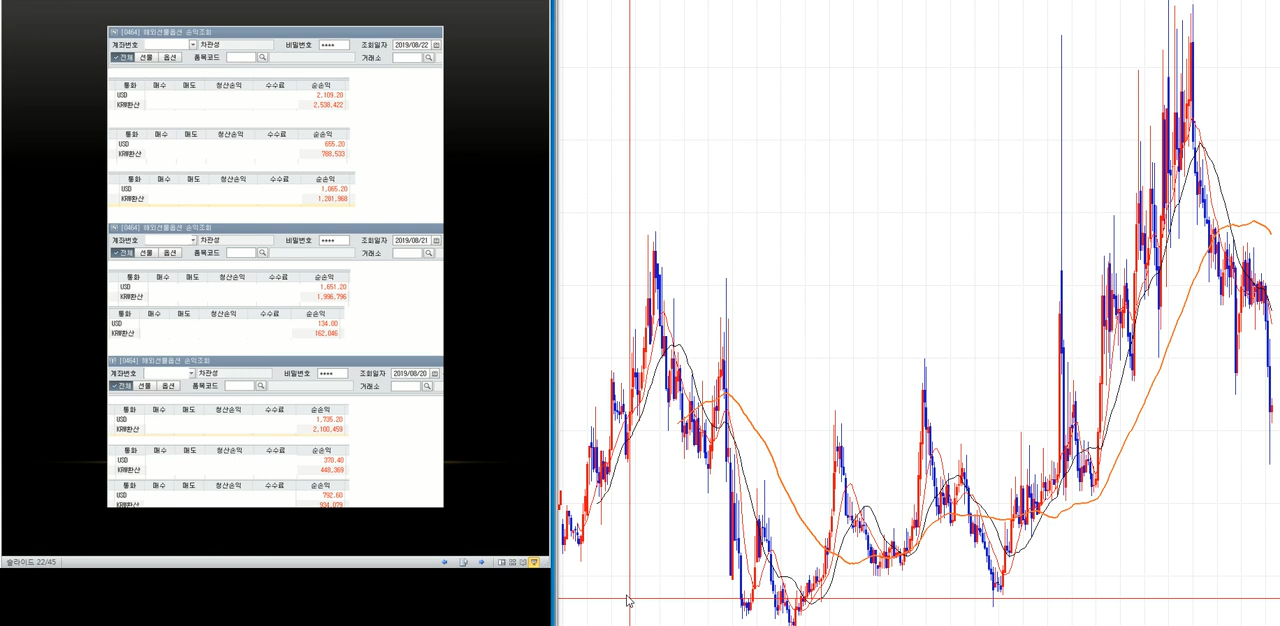 [0464] 해외선물옵션 손익조회
계좌번호 차잔성 비밀번호 **** 조회일자 2019/08/22
전체 선물 옵션 품목코드 거래소
통화 매수 매도 청산손익 수수료 순손익
USD 2,109.20
KRW환산 2,538,422
통화 매수 매도 청산손익 수수료 순손익
USD 655.20
KRW환산 788,533
통화 매수 매도 청산손익 수수료 순손익
USD 1,065.20
KRW환산 1,281,968
[0464] 해외선물옵션 손익조회
계좌번호 차잔성 비밀번호 **** 조회일자 2019/08/21
전체 선물 옵션 품목코드 거래소
통화 매수 매도 청산손익 수수료 순손익
USD 1,651.20
KRW환산 1,996,796
통화 매수 매도 청산손익 수수료 순손익
USD 134.00
KRW환산 162,046
[0464] 해외선물옵션 손익조회
계좌번호 차잔성 비밀번호 **** 조회일자 2019/08/20
전체 선물 옵션 품목코드 거래소
통화 매수 매도 청산손익 수수료 순손익
USD 1,735.20
KRW환산 2,100,459
통화 매수 매도 청산손익 수수료 순손익
USD 370.40
KRW환산 448,369
통화 매수 매도 청산손익 수수료 순손익
USD 792.60
KRW환산 934,079
슬라이드 22/45